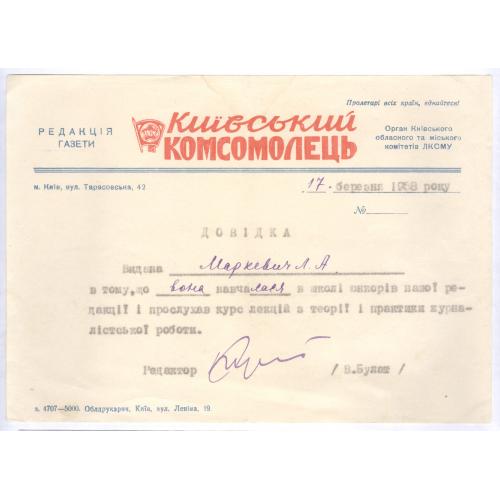 Пролетарі всіх країн, єднайтеся!
РЕДАКЦІЯ
ГАЗЕТИ
Київський
КОМСОМОЛЕЦЬ
Орган Київського
обласного та міського
комітетів ЛКСМУ
м. Київ, вул. Тарасовська, 42
17. березня 1968 року
№
ДОВІДКА
Видана Маркевич Л.А
в тому,що вона навчалася в школі юнкорів нашої ре-
дакції і прослухав курс лекцій з теорії і практики журна-
лістської роботи.
Редактор /В.Булат/
з. 4707—5000. Облдрукарня, Київ, вул. Леніна, 19